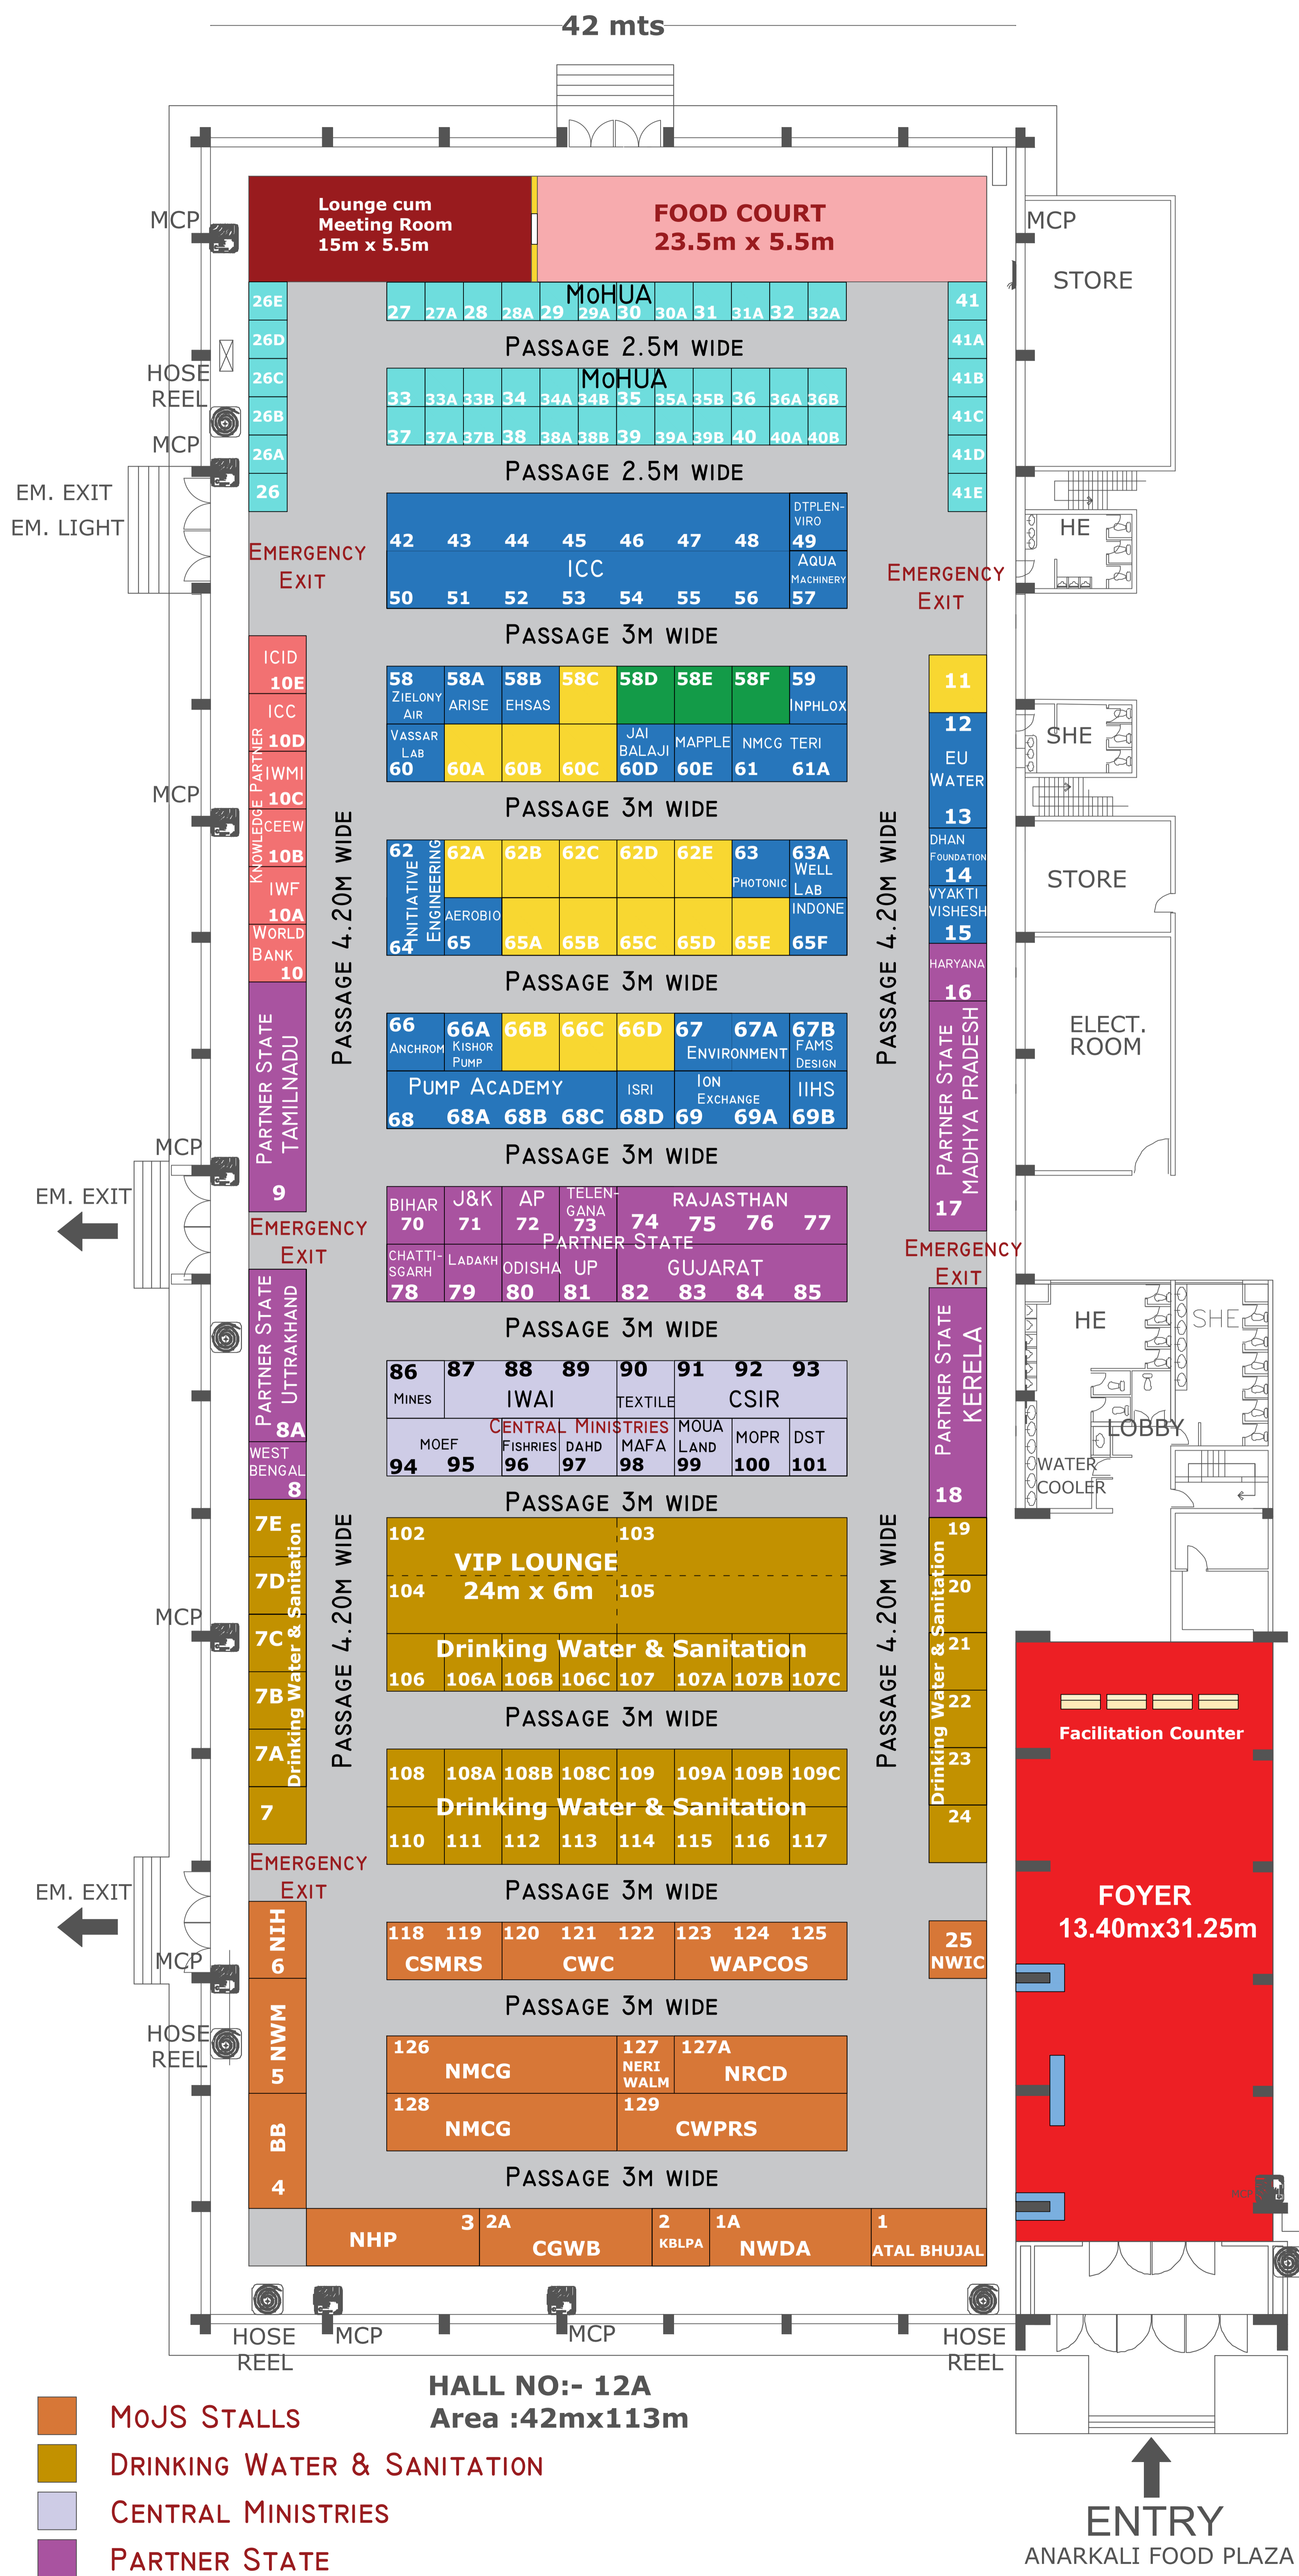 42 mts
Lounge cum
Meeting Room
15m x 5.5m
FOOD COURT
23.5m x 5.5m
MCP
MCP
STORE
26E
26D
26C
26B
26A
26
HOSE
REEL
MCP
EM. EXIT
EM. LIGHT
MoHUA
27 27A 28 28A 29 29A 30 30A 31 31A 32 32A
PASSAGE 2.5M WIDE
MoHUA
33 33A 33B 34 34A 34B 35 35A 35B 36 36A 36B
37 37A 37B 38 38A 38B 39 39A 39B 40 40A 40B
PASSAGE 2.5M WIDE
41
41A
41B
41C
41D
41E
HE
EMERGENCY
EXIT
EMERGENCY
EXIT
DTPLEN-
VIRO
42 43 44 45 46 47 48 49
ICC
AQUA
MACHINERY
50 51 52 53 54 55 56 57
PASSAGE 3M WIDE
58 58A 58B 58C 58D 58E 58F 59
ZIELONY
AIR
ARISE
EHSAS
INPHLOX
VASSAR
LAB
JAI
BALAJI
MAPPLE
NMCG
TERI
60 60A 60B 60C 60D 60E 61 61A
PASSAGE 3M WIDE
62 62A 62B 62C 62D 62E 63 63A
INITIATIVE
ENGINEERING
PHOTONIC
WELL
LAB
AEROBIO
INDONE
64 65 65A 65B 65C 65D 65E 65F
PASSAGE 3M WIDE
66 66A 66B 66C 66D 67 67A 67B
ANCHROM
KISHOR
PUMP
ENVIRONMENT
FAMS
DESIGN
PUMP ACADEMY
ISRI
ION
EXCHANGE
IIHS
68 68A 68B 68C 68D 69 69A 69B
PASSAGE 3M WIDE
ICID
10E
ICC
10D
IWMI
10C
CEEW
10B
IWF
10A
WORLD
BANK
10
KNOWLEDGE PARTNER
MCP
PASSAGE 4.20M WIDE
PASSAGE 4.20M WIDE
11
12
EU
WATER
13
DHAN
FOUNDATION
14
VYAKTI
VISHESH
15
HARYANA
16
PARTNER STATE
MADHYA PRADESH
17
SHE
STORE
ELECT.
ROOM
PARTNER STATE
TAMILNADU
9
MCP
EM. EXIT
EMERGENCY
EXIT
EMERGENCY
EXIT
BIHAR J&K AP TELEN-
GANA
RAJASTHAN
70 71 72 73 74 75 76 77
PARTNER STATE
CHATTI-
SGARH
LADAKH ODISHA UP GUJARAT
78 79 80 81 82 83 84 85
PASSAGE 3M WIDE
PARTNER STATE
UTTRAKHAND
8A
WEST
BENGAL
8
PARTNER STATE
KERELA
18
HE
SHE
LOBBY
WATER
COOLER
86 87 88 89 90 91 92 93
MINES IWAI TEXTILE CSIR
CENTRAL MINISTRIES
MOEF FISHRIES DAHD MAFA
MOUA
LAND
MOPR DST
94 95 96 97 98 99 100 101
PASSAGE 3M WIDE
7E
7D
7C
7B
7A
7
Drinking Water & Sanitation
MCP
PASSAGE 4.20M WIDE
PASSAGE 4.20M WIDE
102 103
VIP LOUNGE
24m x 6m
104 105
Drinking Water & Sanitation
106 106A 106B 106C 107 107A 107B 107C
PASSAGE 3M WIDE
108 108A 108B 108C 109 109A 109B 109C
Drinking Water & Sanitation
110 111 112 113 114 115 116 117
PASSAGE 3M WIDE
19
20
21
22
23
24
Drinking Water & Sanitation
Facilitation Counter
FOYER
13.40mx31.25m
EMERGENCY
EXIT
EM. EXIT
MCP
HOSE
REEL
NIH
6
NWM
5
BB
4
118 119 120 121 122 123 124 125
CSMRS CWC WAPCOS
25
NWIC
PASSAGE 3M WIDE
126 127 127A
NMCG
NERI
WALM
NRCD
128 129
NMCG CWPRS
PASSAGE 3M WIDE
3 2A 2 1A 1
NHP CGWB KBLPA NWDA ATAL BHUJAL
MCP
HOSE
REEL
MCP
MCP
HOSE
REEL
HALL NO:- 12A
Area :42mx113m
MoJS STALLS
DRINKING WATER & SANITATION
CENTRAL MINISTRIES
PARTNER STATE
ENTRY
ANARKALI FOOD PLAZA